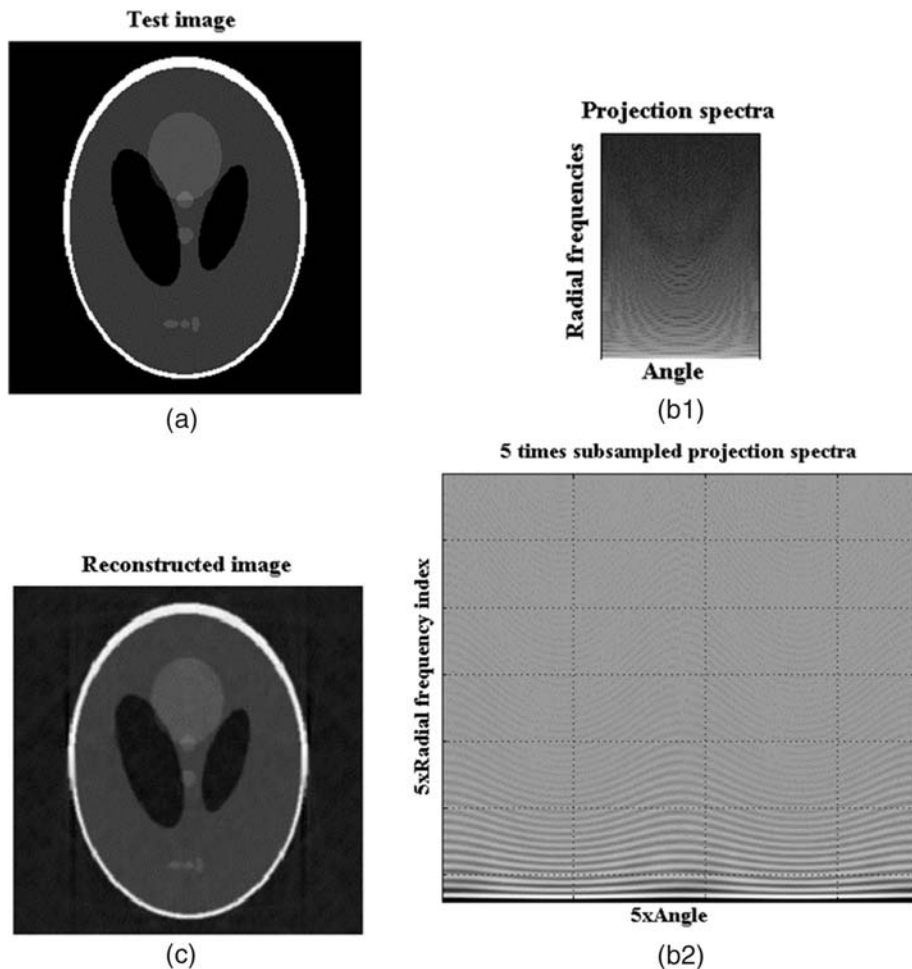 Test image
(a)
Projection spectra
Radial frequencies
Angle
(b1)
Reconstructed image
(c)
5 times subsampled projection spectra
5xRadial frequency index
5xAngle
(b2)